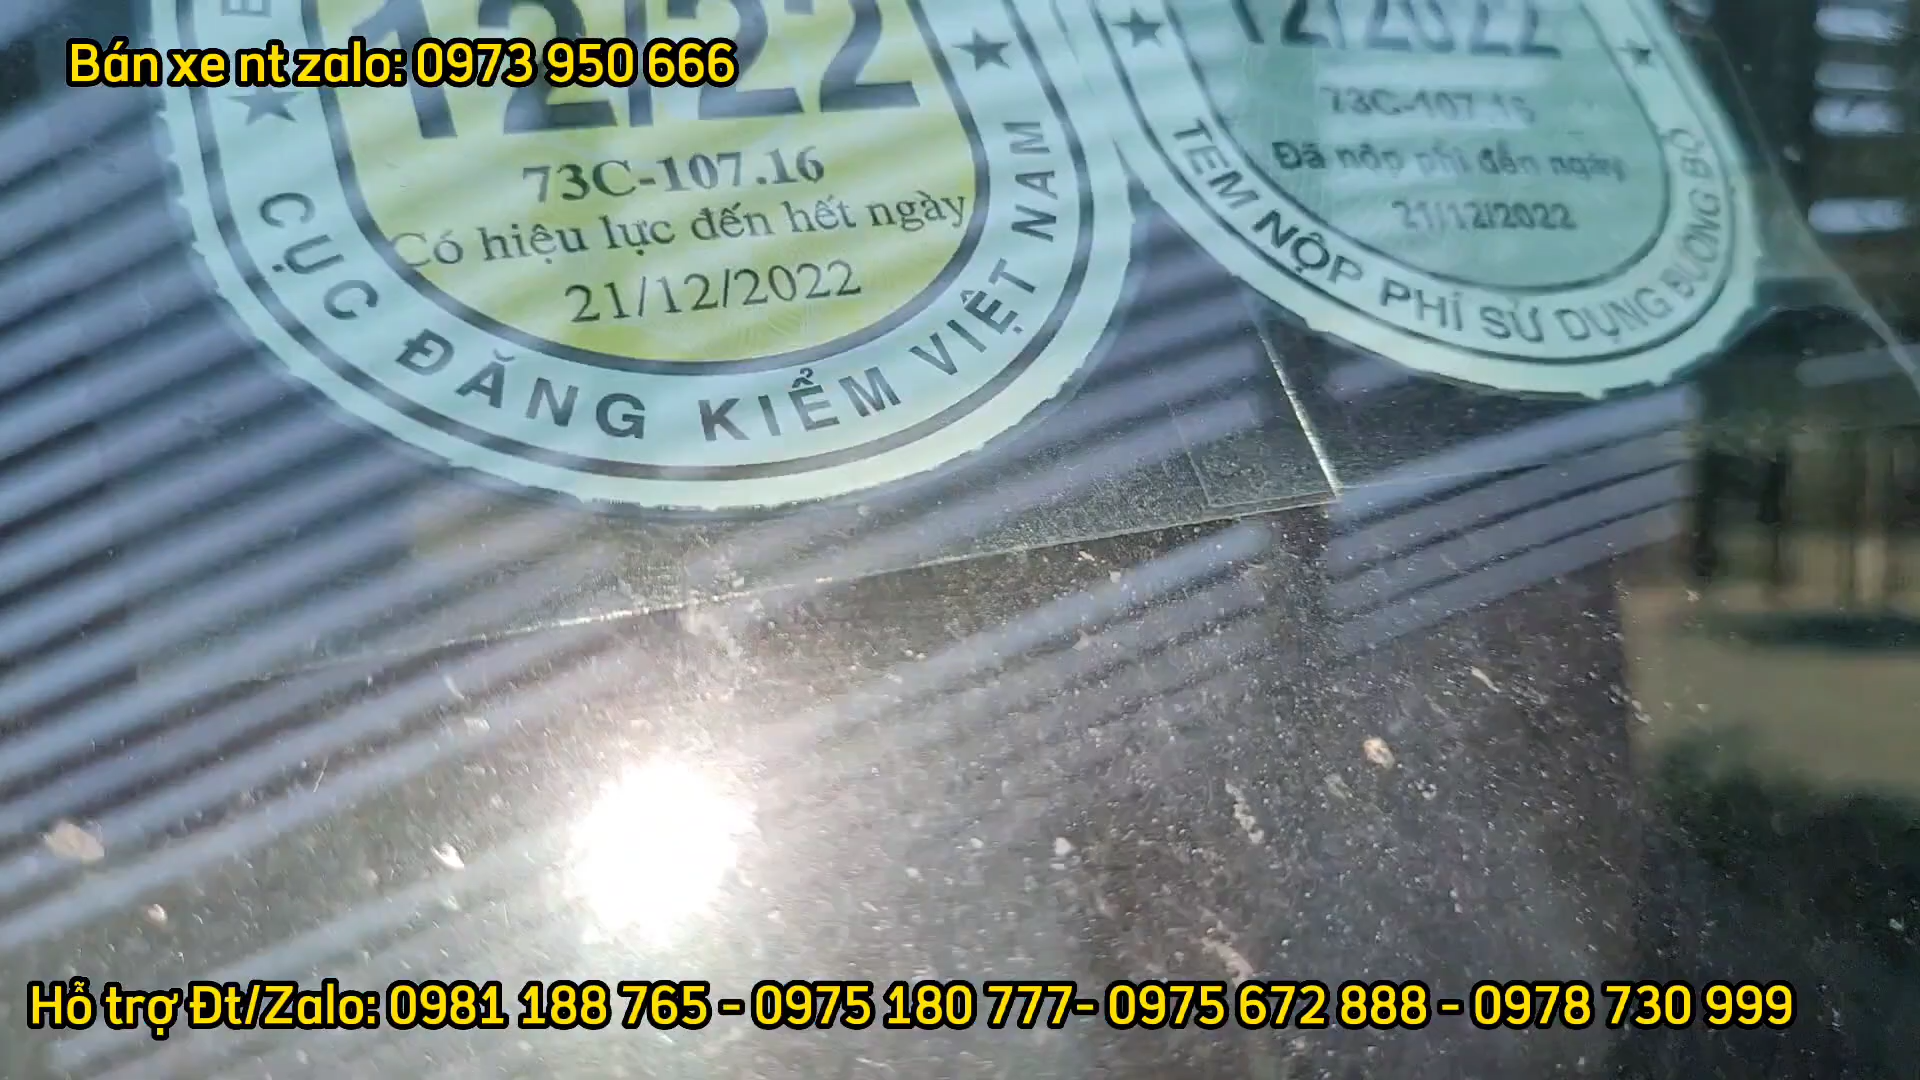 Bán xe nt zalo: 0973 950 666
12/22
73C-107.16
Có hiệu lực đến hết ngày
21/12/2022
CỤC ĐĂNG KIỂM VIỆT NAM
12/2022
73C-107.16
Đã nộp phí đến ngày
21/12/2022
TEM NỘP PHÍ SỬ DỤNG ĐƯỜNG BỘ
Hỗ trợ Đt/Zalo: 0981 188 765 - 0975 180 777- 0975 672 888 - 0978 730 999